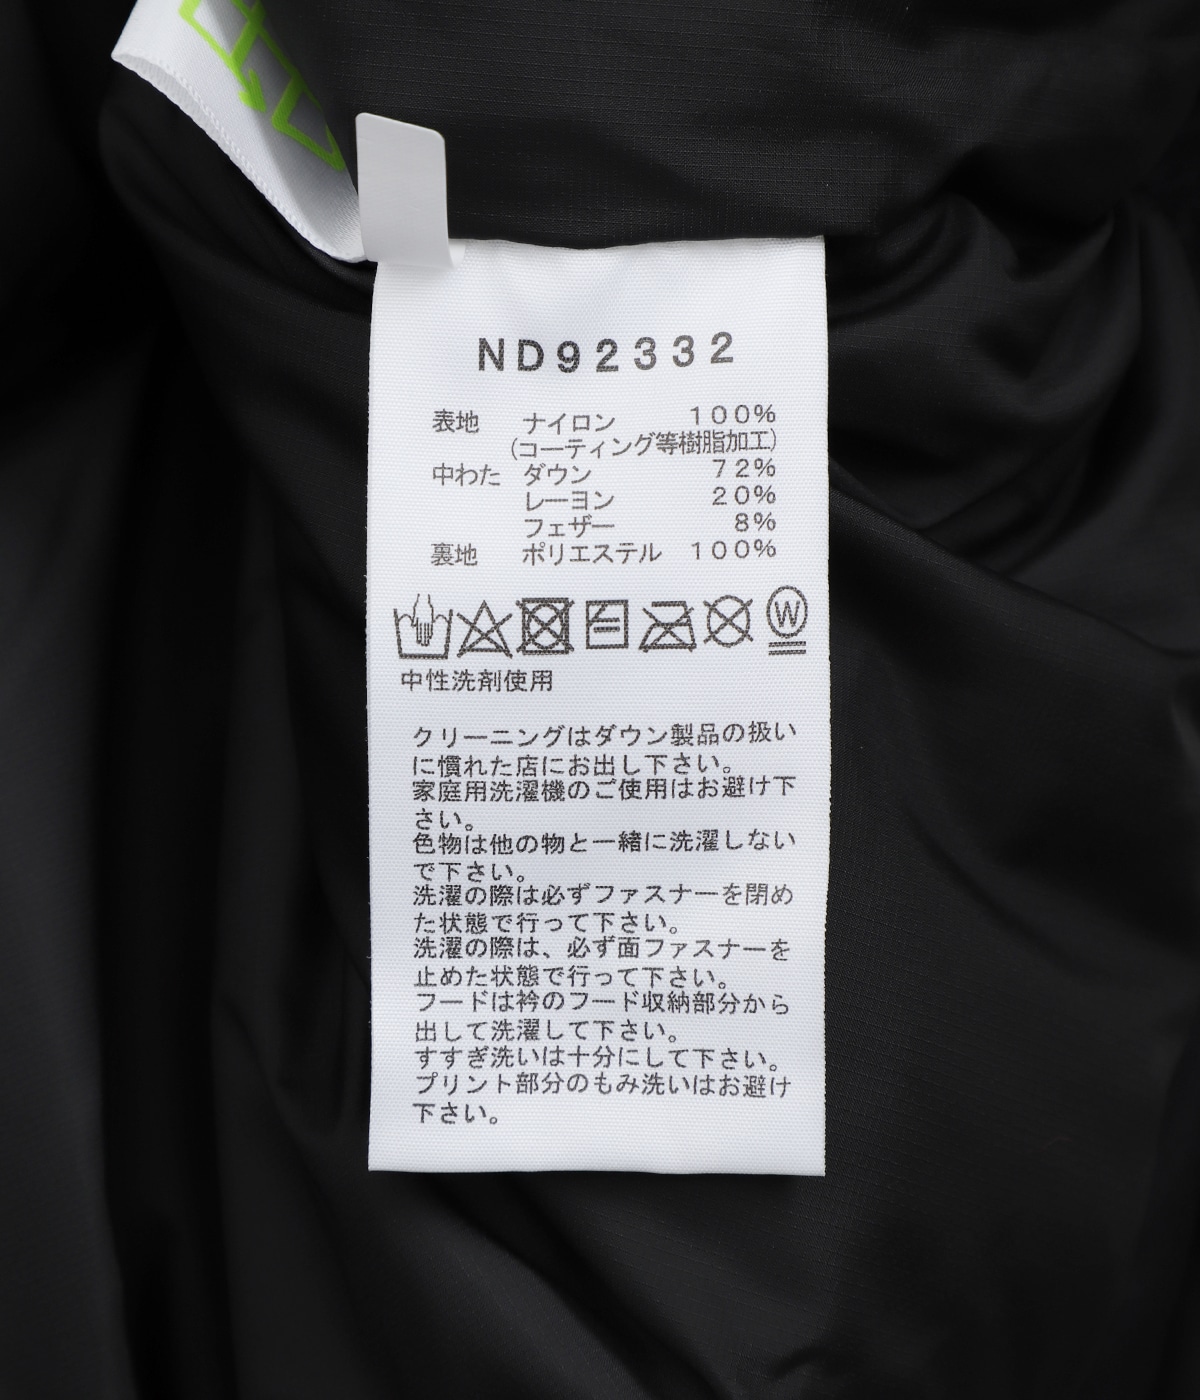 ND92332
表地 ナイロン 100%
(コーティング等樹脂加工)
中わた ダウン 72%
レーヨン 20%
フェザー 8%
裏地 ポリエステル 100%
W
中性洗剤使用
クリーニングはダウン製品の扱い
に慣れた店にお出し下さい。
家庭用洗濯機のご使用はお避け下
さい。
色物は他の物と一緒に洗濯しない
で下さい。
洗濯の際は必ずファスナーを閉め
た状態で行って下さい。
洗濯の際は、必ず面ファスナーを
止めた状態で行って下さい。
フードは衿のフード収納部分から
出して洗濯して下さい。
すすぎ洗いは十分にして下さい。
プリント部分のもみ洗いはお避け
下さい。